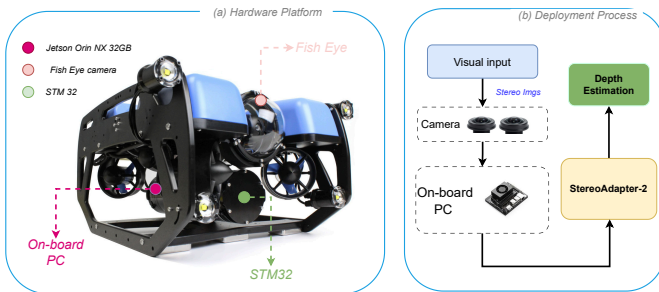 (a) Hardware Platform
Jetson Orin NX 32GB
Fish Eye camera
STM 32
Fish Eye
On-board
PC
STM32
(b) Deployment Process
Visual input
Stereo Imgs
Camera
On-board
PC
Depth
Estimation
StereoAdapter-2